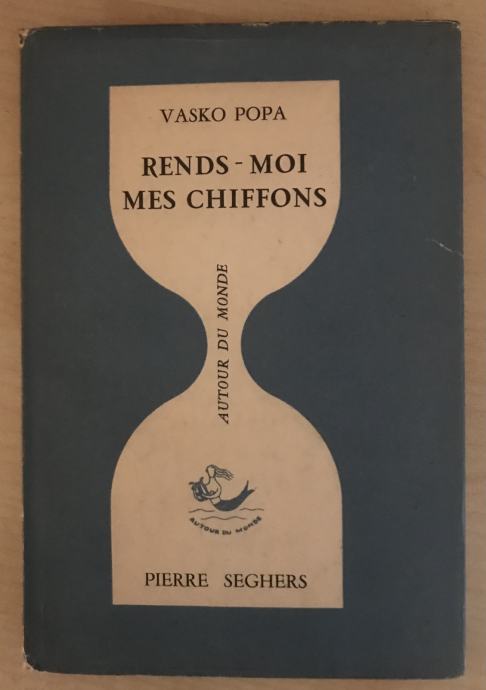 VASKO POPA
RENDS-MOI
MES CHIFFONS
AUTOUR DU MONDE
AUTOUR DU MONDE
PIERRE SEGHERS